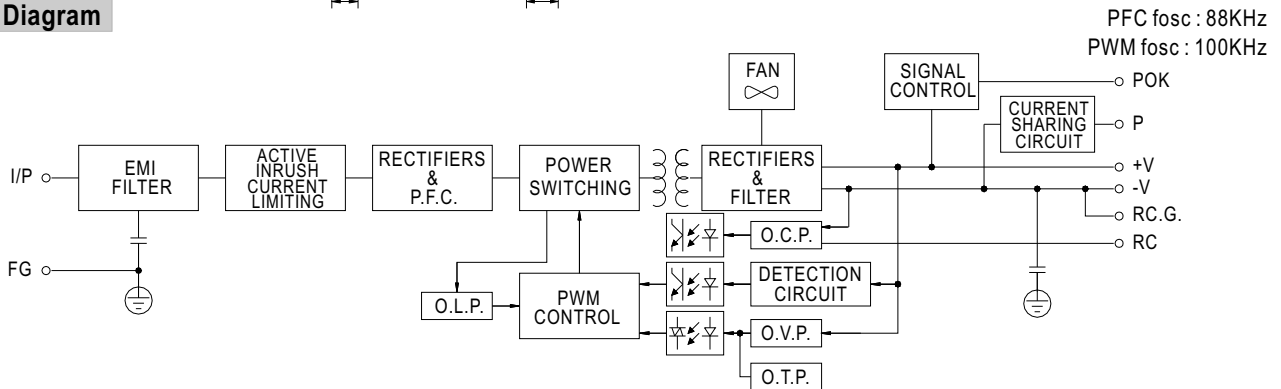 Diagram
PFC fosc : 88KHz
PWM fosc : 100KHz
FAN
SIGNAL
CONTROL
POK
CURRENT
SHARING
CIRCUIT
P
I/P
EMI
FILTER
ACTIVE
INRUSH
CURRENT
LIMITING
RECTIFIERS
&
P.F.C.
POWER
SWITCHING
RECTIFIERS
&
FILTER
+V
-V
RC.G.
RC
O.C.P.
FG
DETECTION
CIRCUIT
O.L.P.
PWM
CONTROL
O.V.P.
O.T.P.